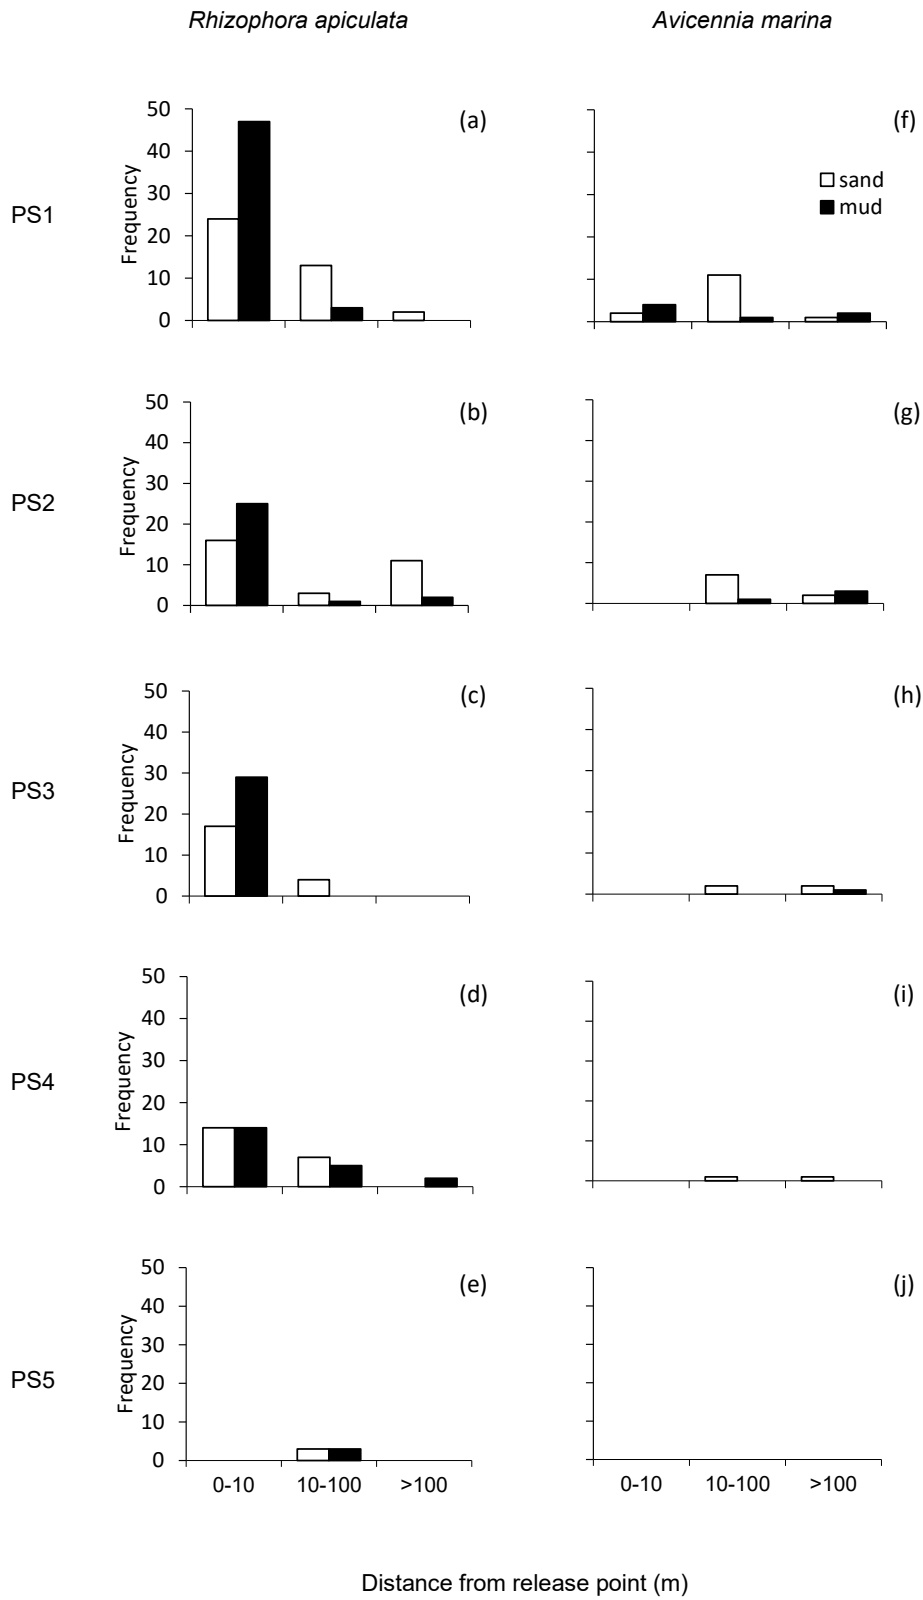 Rhizophora apiculata Avicennia marina
PS1
Frequency
50
40
30
20
10
0
(a)
(f)
sand
mud
PS2
Frequency
50
40
30
20
10
0
(b)
(g)
PS3
Frequency
50
40
30
20
10
0
(c)
(h)
PS4
Frequency
50
40
30
20
10
0
(d)
(i)
PS5
Frequency
50
40
30
20
10
0
(e)
(j)
0-10 10-100 >100
0-10 10-100 >100
Distance from release point (m)